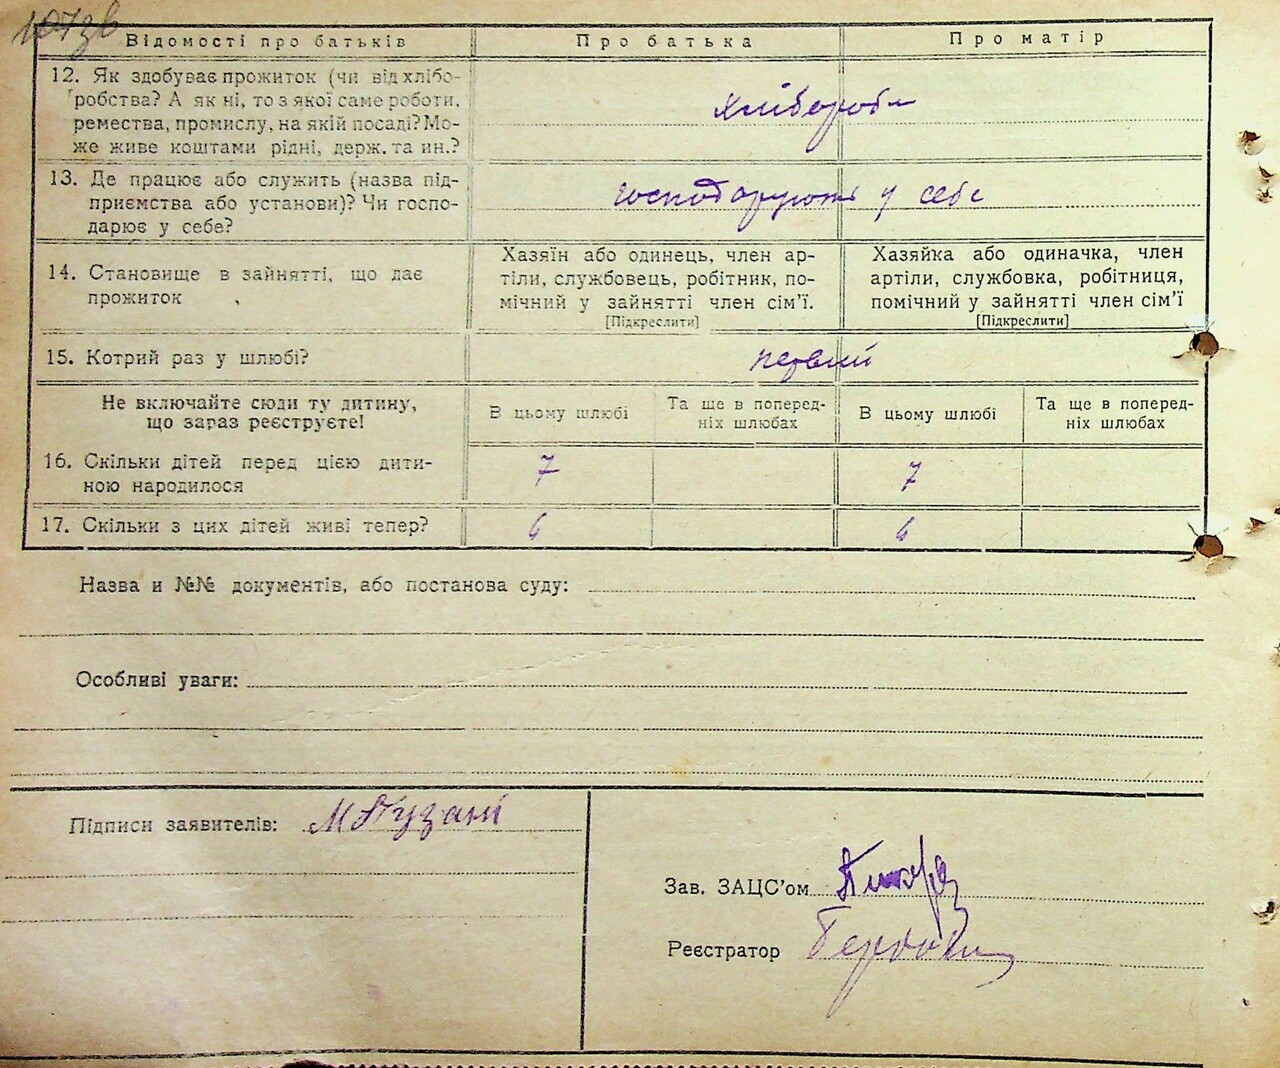 107зв
Відомості про батьків Про батька Про матір
12. Як здобуває прожиток (чи від хлібо-
робства? А як ні, то з якої саме роботи,
ремества, промислу, на якій посаді? Мо-
же живе коштами рідні, держ. та ин.?
хлібороби
13. Де працює або служить (назва під-
приємства або установи)? Чи госпо-
дарює у себе?
господарують у себе
14. Становище в зайнятті, що дає
прожиток
Хазяїн або одинець, член ар-
тіли, службовець, робітник, по-
мічний у зайнятті член сім'ї.
[Підкреслити]
Хазяйка або одиначка, член
артіли, службовка, робітниця,
помічний у зайнятті член сім'ї
[Підкреслити]
15. Котрий раз у шлюбі? первий
Не включайте сюди ту дитину,
що зараз реєструєте!
В цьому шлюбі
Та ще в поперед-
ніх шлюбах
В цьому шлюбі
Та ще в поперед-
ніх шлюбах
16. Скільки дітей перед цією дити-
ною народилося
7 7
17. Скільки з цих дітей живі тепер? 6 6
Назва и №№ документів, або постанова суду:
Особливі уваги:
Підписи заявителів:
Зав. ЗАЦС'ом
Реєстратор